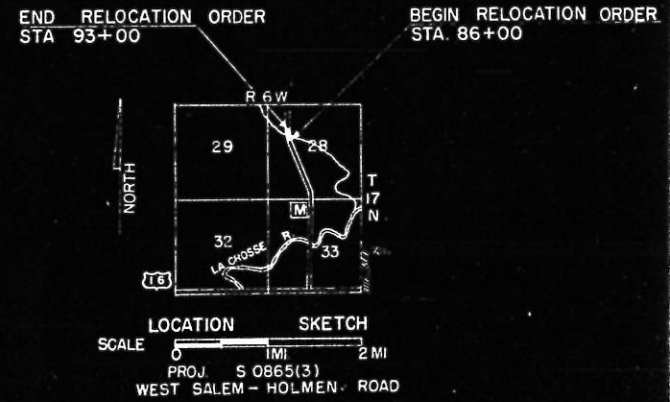 END RELOCATION ORDER
STA 93+00
BEGIN RELOCATION ORDER
STA. 86+00
R 6 W
29
28
T
17
N
NORTH
M
32
33
LA CROSSE R.
16
LOCATION SKETCH
SCALE
0 1MI 2 MI
PROJ. S 0865(3)
WEST SALEM - HOLMEN ROAD